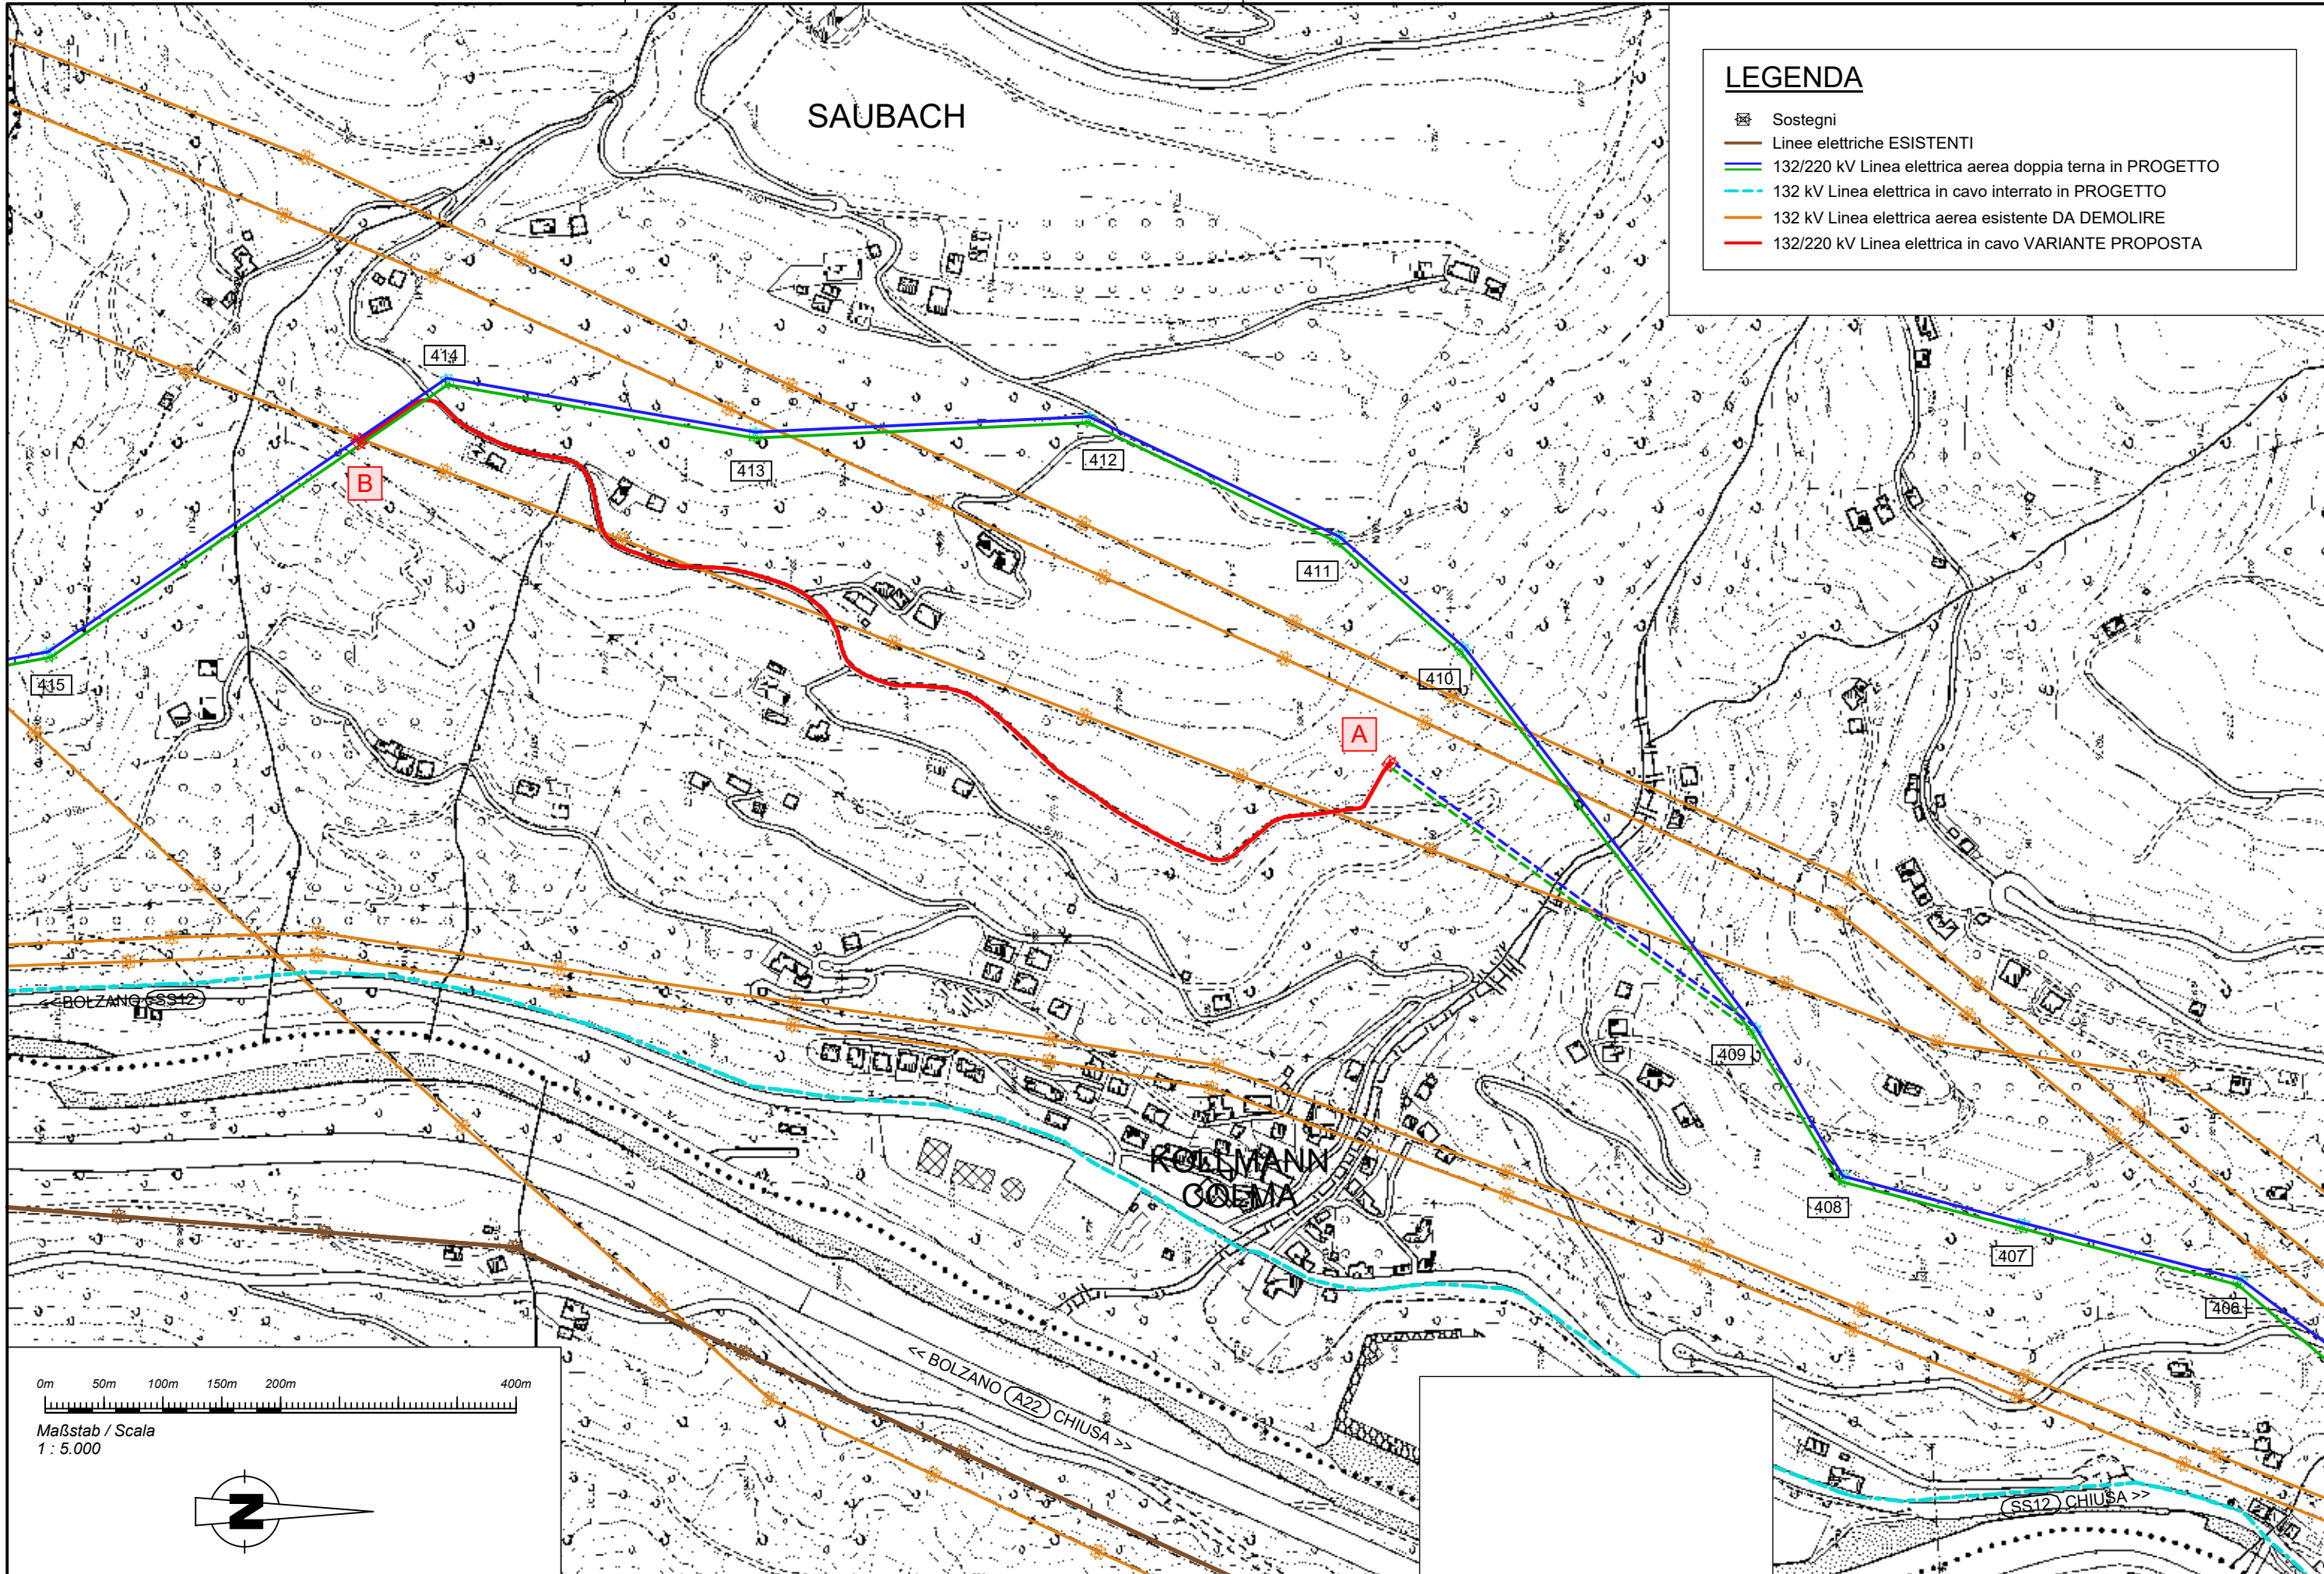 SAUBACH
LEGENDA
Sostegni
Linee elettriche ESISTENTI
132/220 kV Linea elettrica aerea doppia terna in PROGETTO
132 kV Linea elettrica in cavo interrato in PROGETTO
132 kV Linea elettrica aerea esistente DA DEMOLIRE
132/220 kV Linea elettrica in cavo VARIANTE PROPOSTA
414
413
412
B
411
410
415
A
409
<< BOLZANO SS12
KOLLMANN
COLMA
408
407
406
<< BOLZANO A22 CHIUSA >>
SS12 CHIUSA >>
0m 50m 100m 150m 200m 400m
Maßstab / Scala
1 : 5.000
N